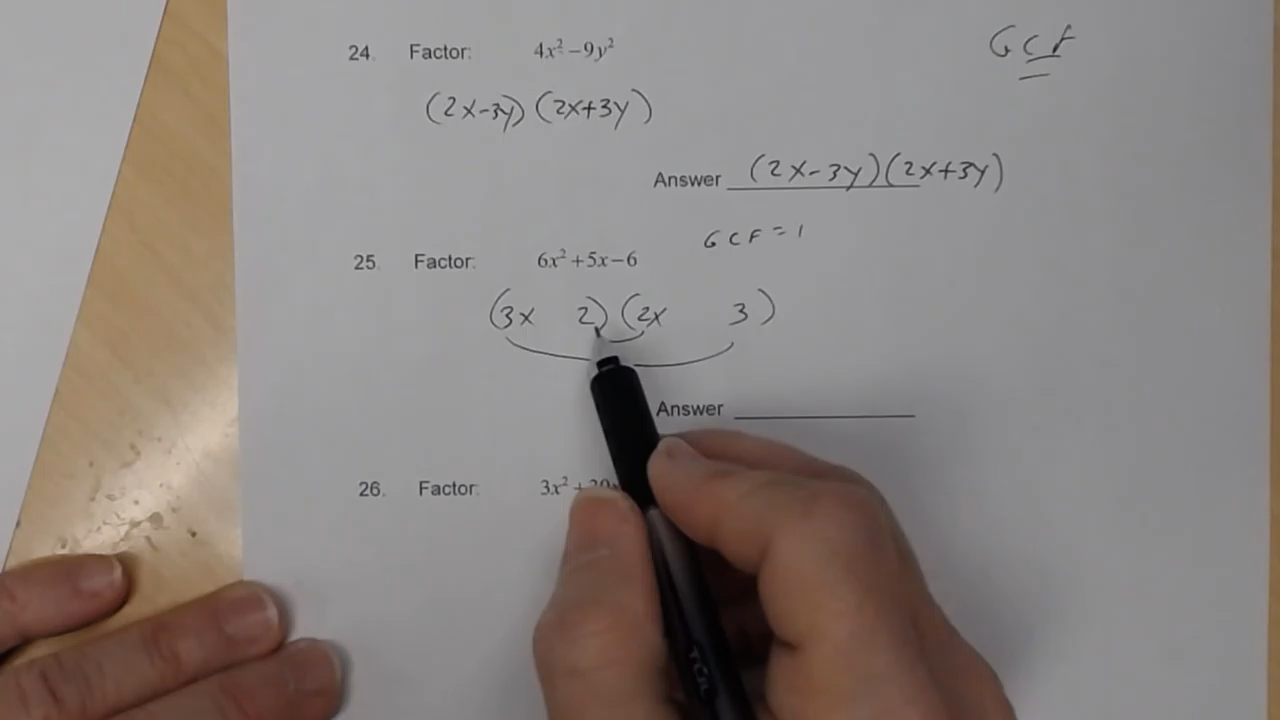 GCF
24. Factor: 4x² − 9y²
(2x−3y) (2x+3y)
Answer (2x−3y)(2x+3y)
GCF = 1
25. Factor: 6x² + 5x − 6
(3x 2) (2x 3)
Answer
26. Factor: 3x² +